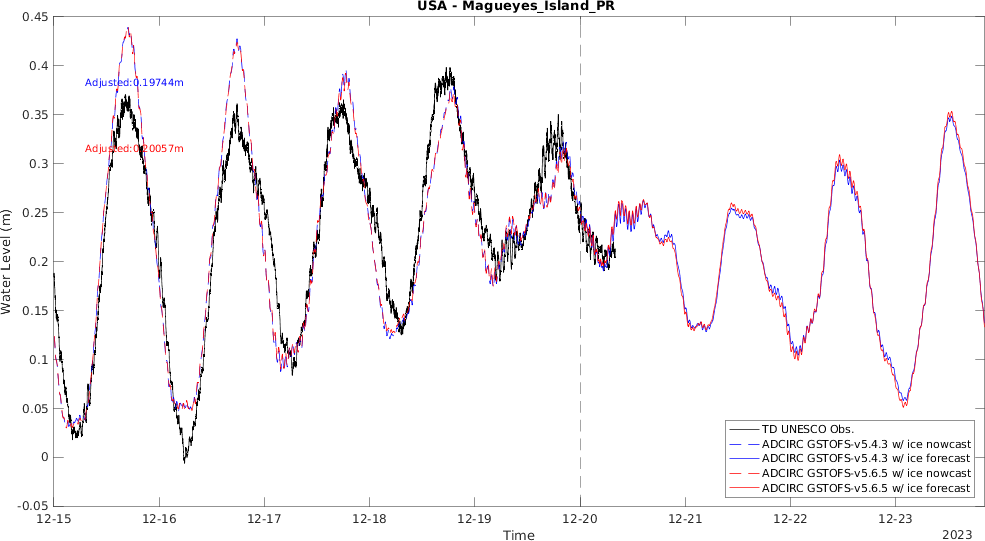 USA - Magueyes_Island_PR
0.45
0.4
0.35
0.3
0.25
0.2
0.15
0.1
0.05
0
-0.05
Water Level (m)
Adjusted:0.19744m
Adjusted:0.20057m
TD UNESCO Obs.
ADCIRC GSTOFS-v5.4.3 w/ ice nowcast
ADCIRC GSTOFS-v5.4.3 w/ ice forecast
ADCIRC GSTOFS-v5.6.5 w/ ice nowcast
ADCIRC GSTOFS-v5.6.5 w/ ice forecast
12-15 12-16 12-17 12-18 12-19 12-20 12-21 12-22 12-23
Time
2023